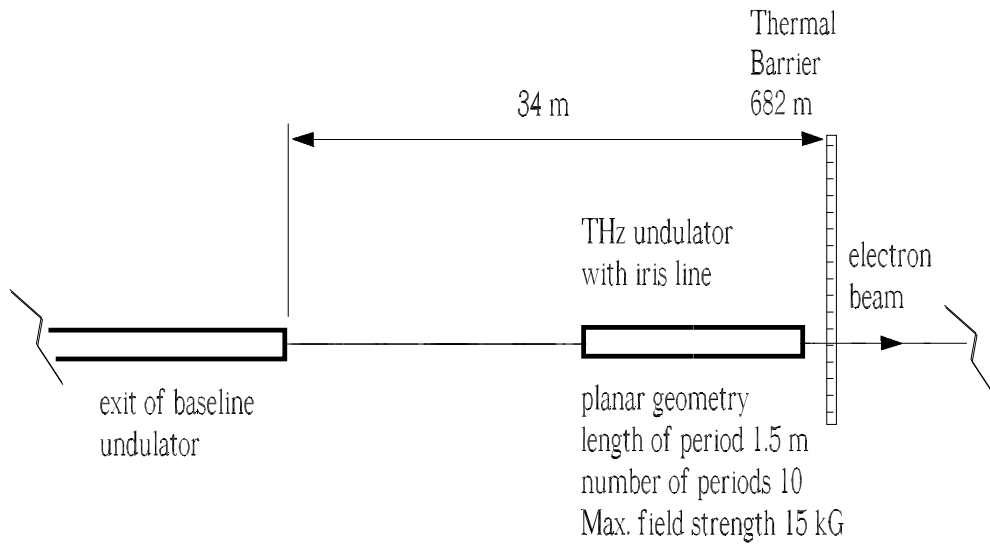 Thermal
Barrier
682 m
34 m
THz undulator
with iris line
electron
beam
exit of baseline
undulator
planar geometry
length of period 1.5 m
number of periods 10
Max. field strength 15 kG